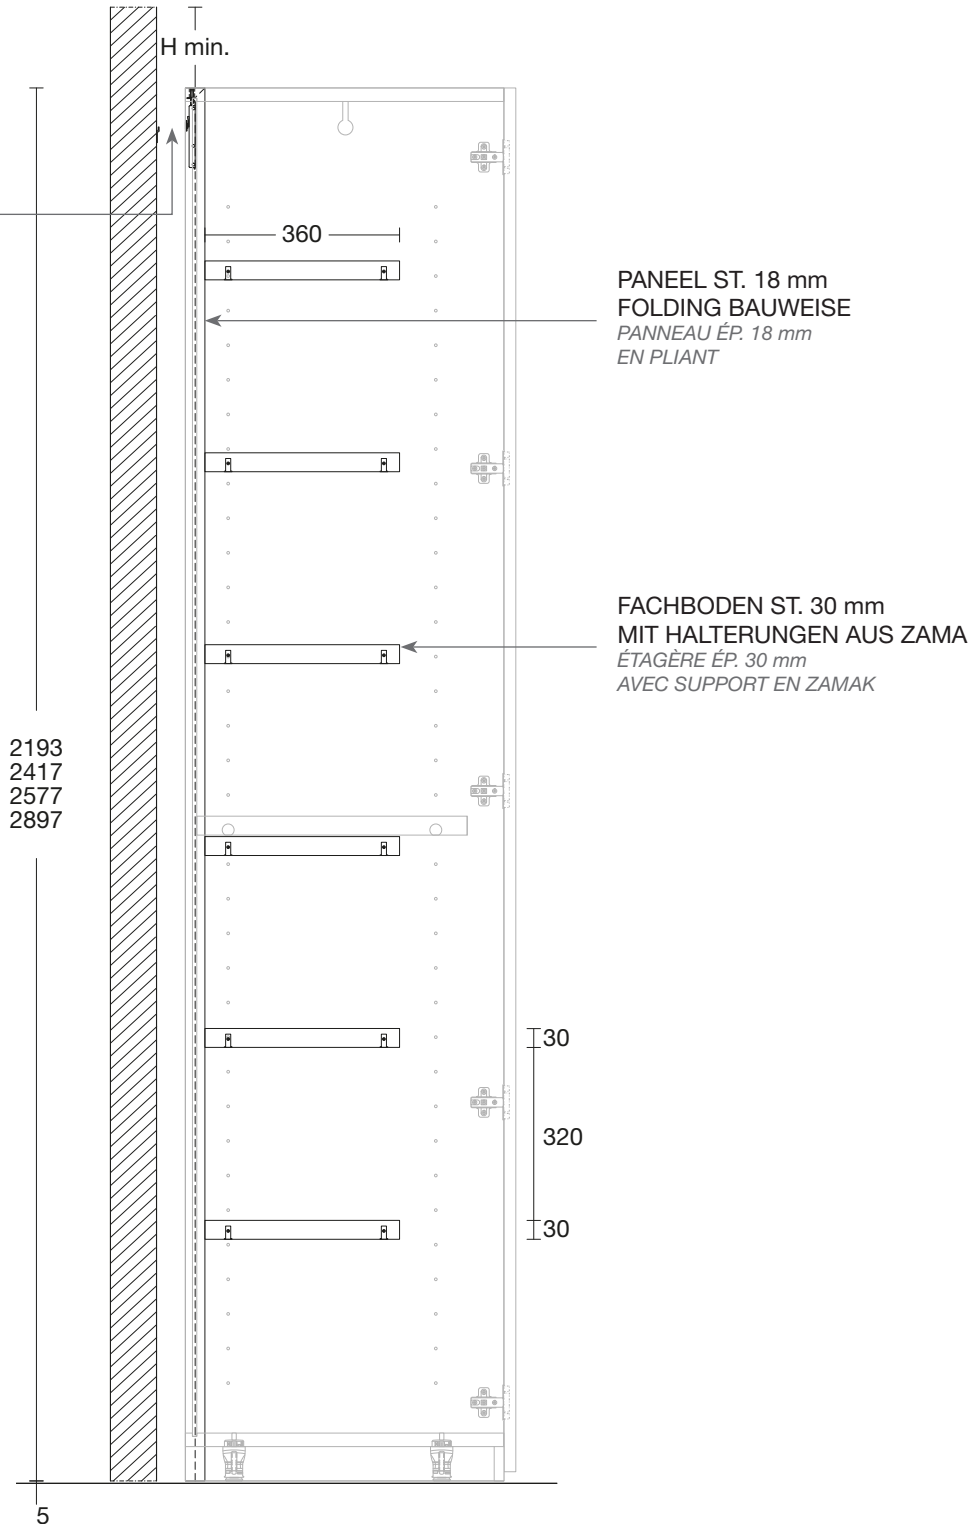 H min.
360
PANEEL ST. 18 mm
FOLDING BAUWEISE
PANNEAU ÉP. 18 mm
EN PLIANT
FACHBODEN ST. 30 mm
MIT HALTERUNGEN AUS ZAMA
ÉTAGÈRE ÉP. 30 mm
AVEC SUPPORT EN ZAMAK
2193
2417
2577
2897
30
320
30
5